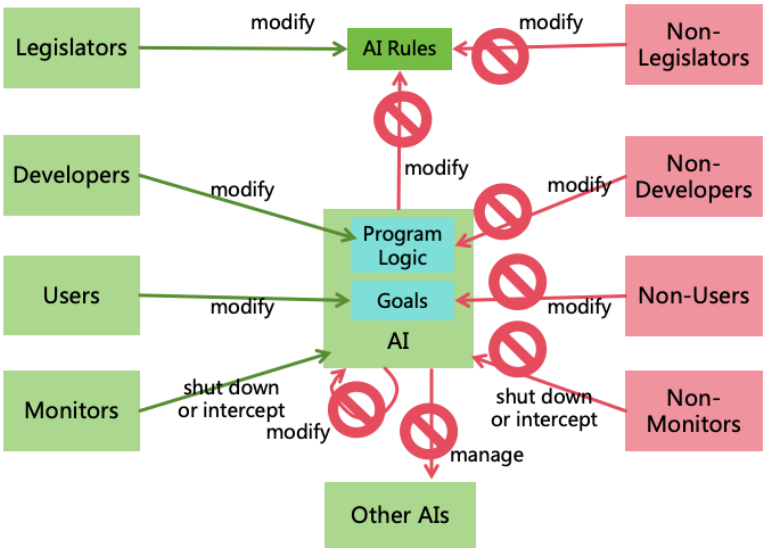 modify
modify
Legislators
AI Rules
Non-
Legislators
modify
Developers
modify
modify
Non-
Developers
Program
Logic
Users
modify
Goals
modify
Non-Users
AI
Monitors
shut down
or intercept
modify
shut down
or intercept
Non-
Monitors
manage
Other AIs